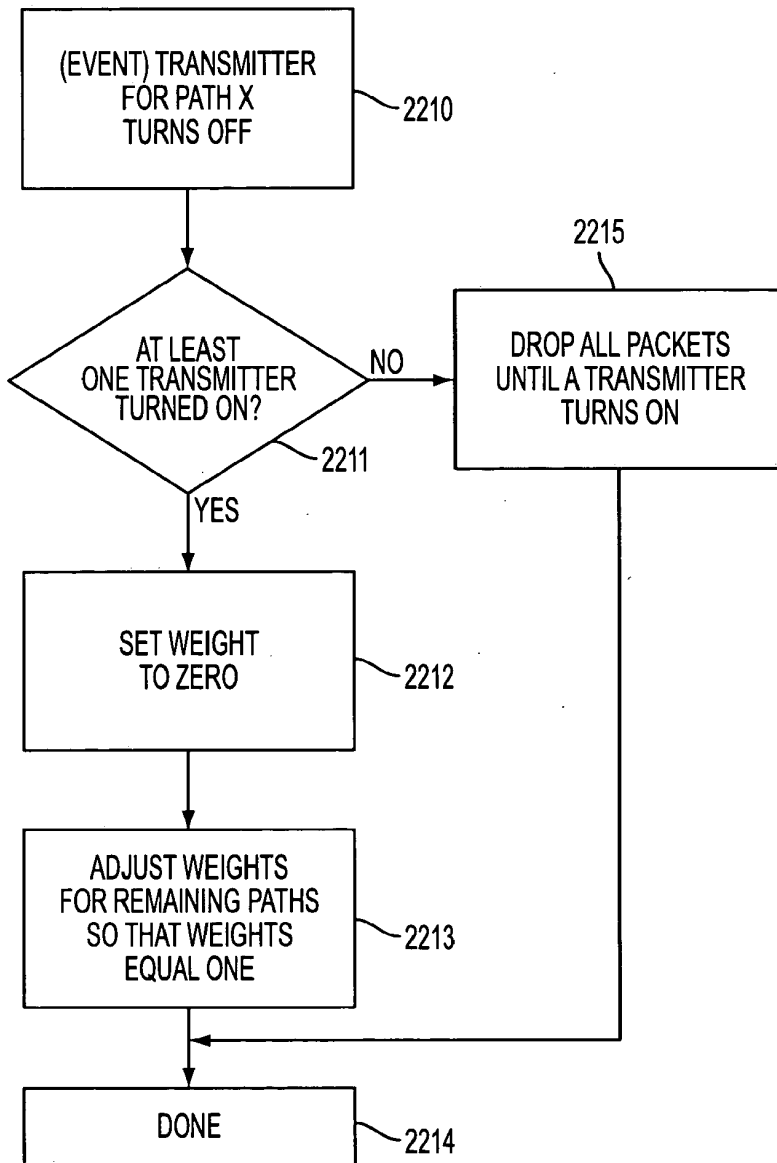 (EVENT) TRANSMITTER
FOR PATH X
TURNS OFF
2210
2215
AT LEAST
ONE TRANSMITTER
TURNED ON?
NO
2211
DROP ALL PACKETS
UNTIL A TRANSMITTER
TURNS ON
YES
SET WEIGHT
TO ZERO
2212
ADJUST WEIGHTS
FOR REMAINING PATHS
SO THAT WEIGHTS
EQUAL ONE
2213
DONE
2214